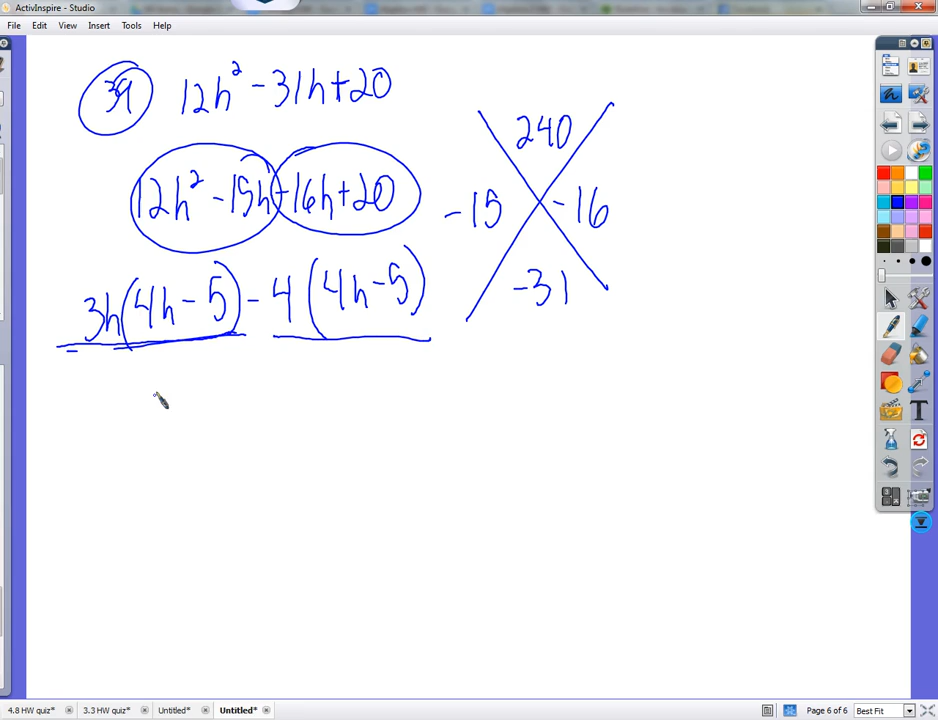 ActivInspire - Studio
File Edit View Insert Tools Help
39 12h² - 31h + 20
12h² - 15h - 16h + 20
3h(4h - 5) - 4(4h - 5)
240
-15 -16
-31
4.8 HW quiz* 3.3 HW quiz* Untitled* Untitled* Page 6 of 6 Best Fit